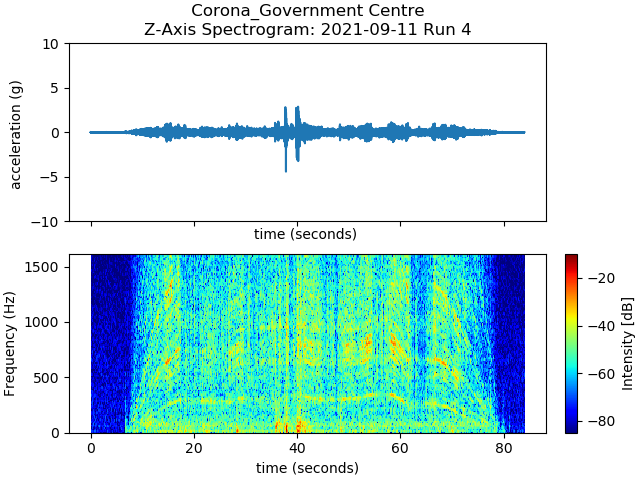 Corona_Government Centre
Z-Axis Spectrogram: 2021-09-11 Run 4
10
5
0
−5
−10
acceleration (g)
time (seconds)
1500
1000
500
0
Frequency (Hz)
0 20 40 60 80
time (seconds)
−20
−40
−60
−80
Intensity [dB]